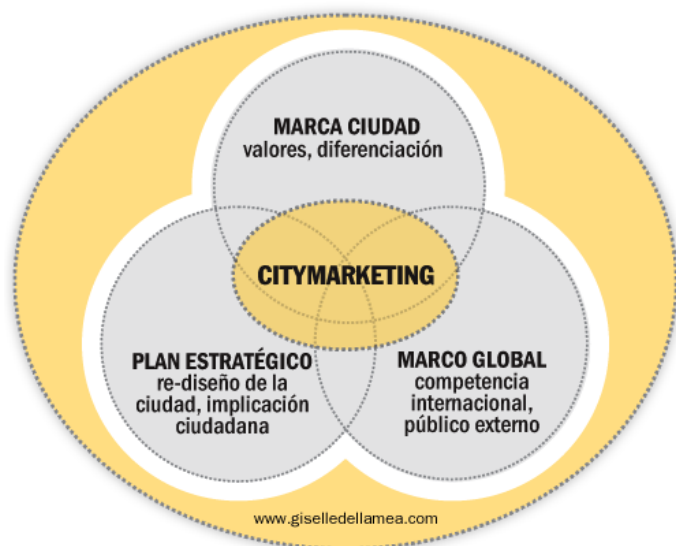 MARCA CIUDAD
valores, diferenciación
CITYMARKETING
PLAN ESTRATÉGICO
re-diseño de la
ciudad, implicación
ciudadana
MARCO GLOBAL
competencia
internacional,
público externo
www.giselledellamea.com